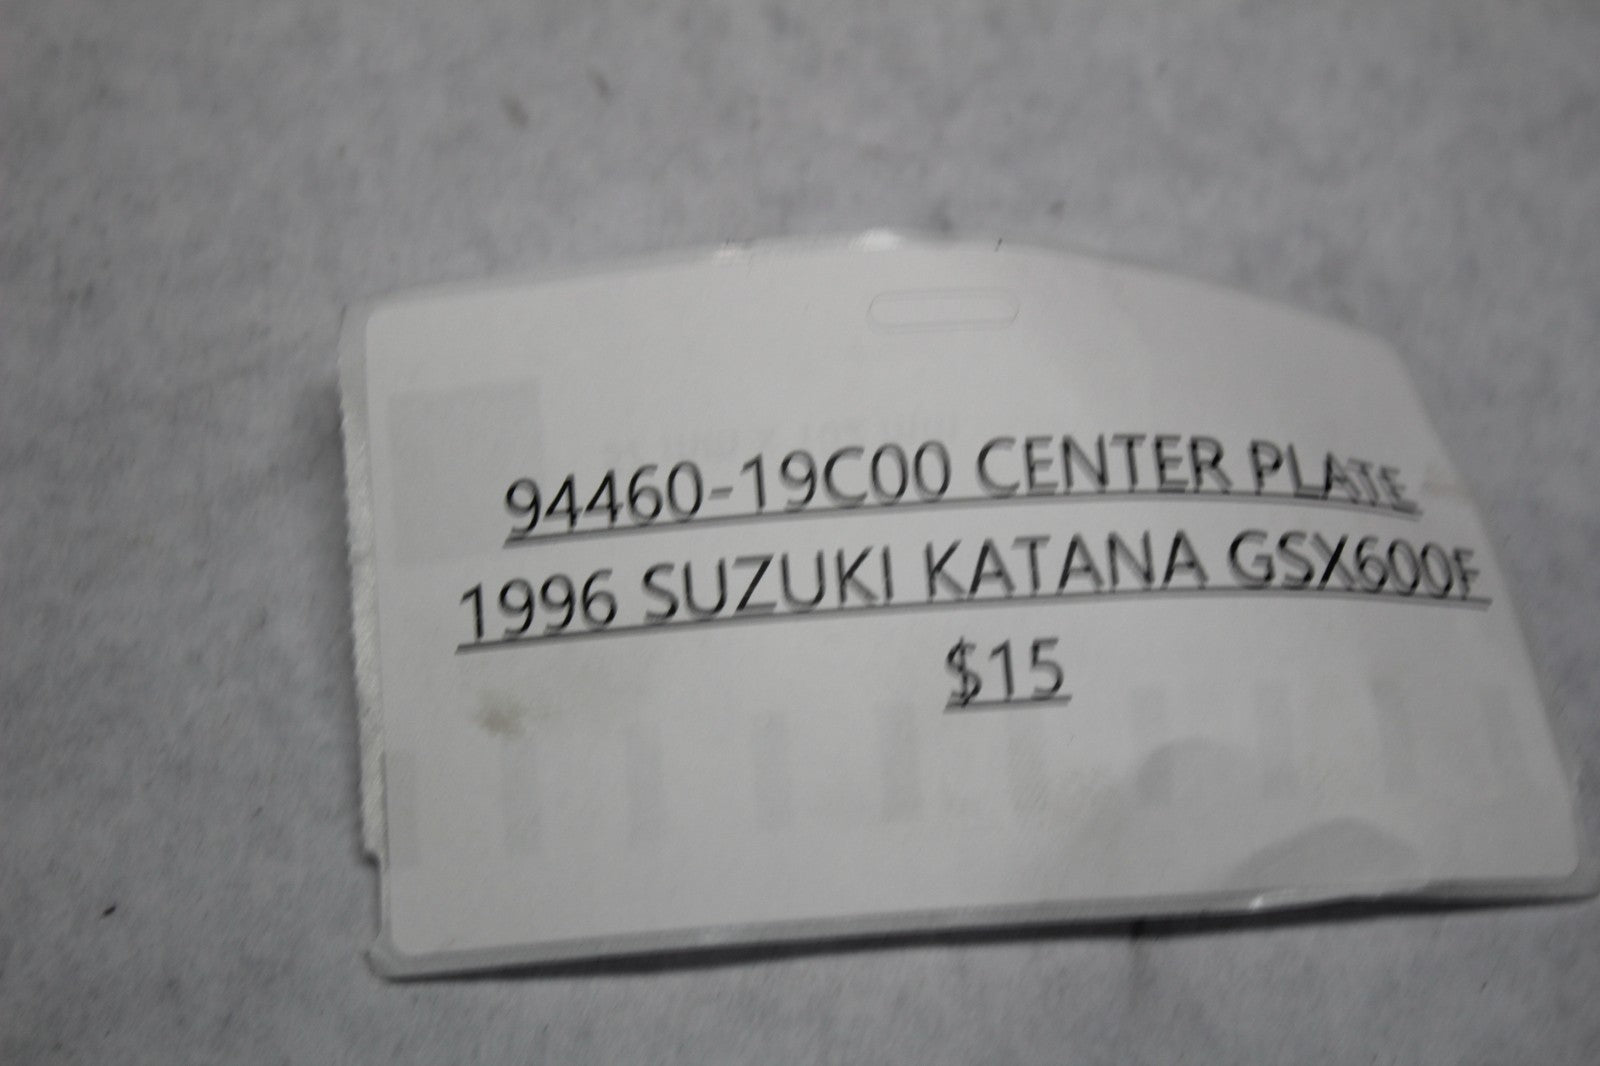 94460-19C00 CENTER PLATE
1996 SUZUKI KATANA GSX600F
$15